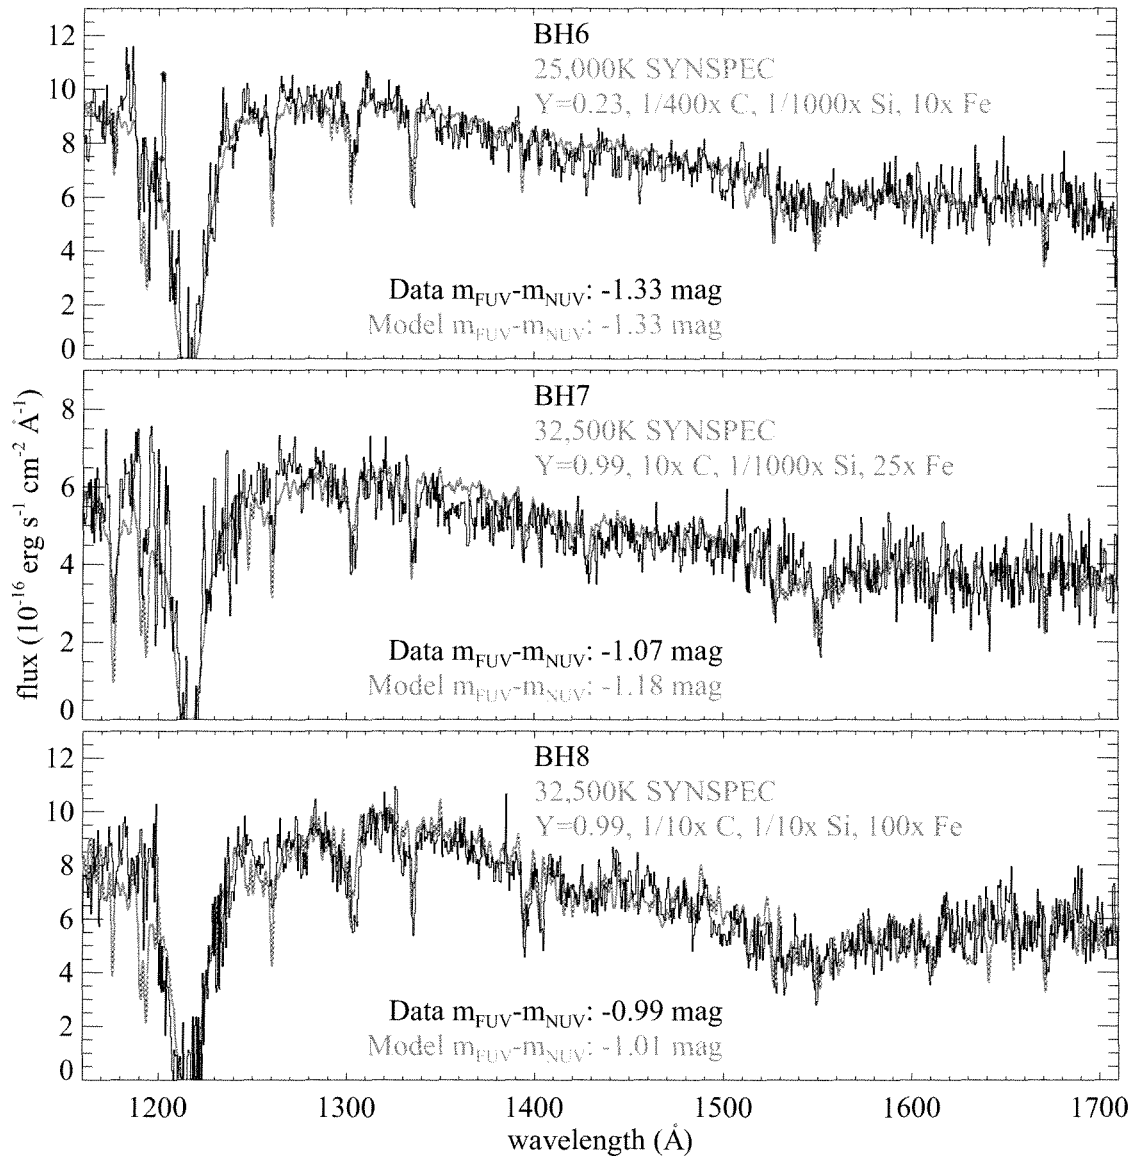 BH6
25,000K SYNSPEC
Y=0.23, 1/400x C, 1/1000x Si, 10x Fe
Data m_FUV-m_NUV: -1.33 mag
Model m_FUV-m_NUV: -1.33 mag
12
10
8
6
4
2
0
BH7
32,500K SYNSPEC
Y=0.99, 10x C, 1/1000x Si, 25x Fe
Data m_FUV-m_NUV: -1.07 mag
Model m_FUV-m_NUV: -1.18 mag
8
6
4
2
0
flux (10⁻¹⁶ erg s⁻¹ cm⁻² Å⁻¹)
BH8
32,500K SYNSPEC
Y=0.99, 1/10x C, 1/10x Si, 100x Fe
Data m_FUV-m_NUV: -0.99 mag
Model m_FUV-m_NUV: -1.01 mag
12
10
8
6
4
2
0
1200 1300 1400 1500 1600 1700
wavelength (Å)